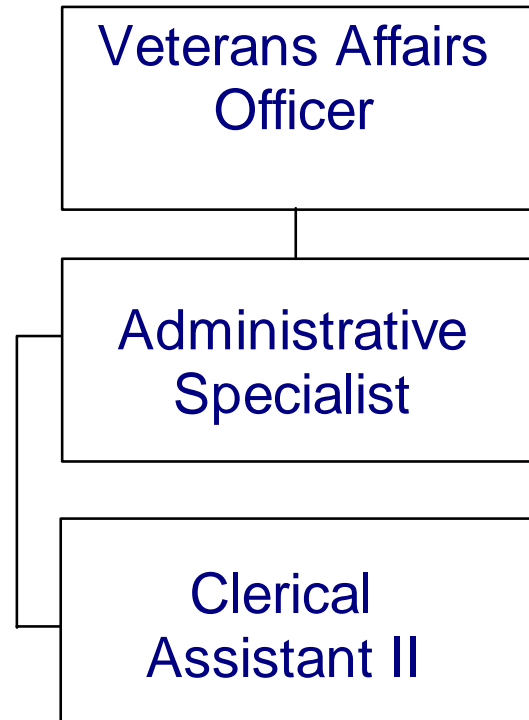 Veterans Affairs
Officer
Administrative
Specialist
Clerical
Assistant II